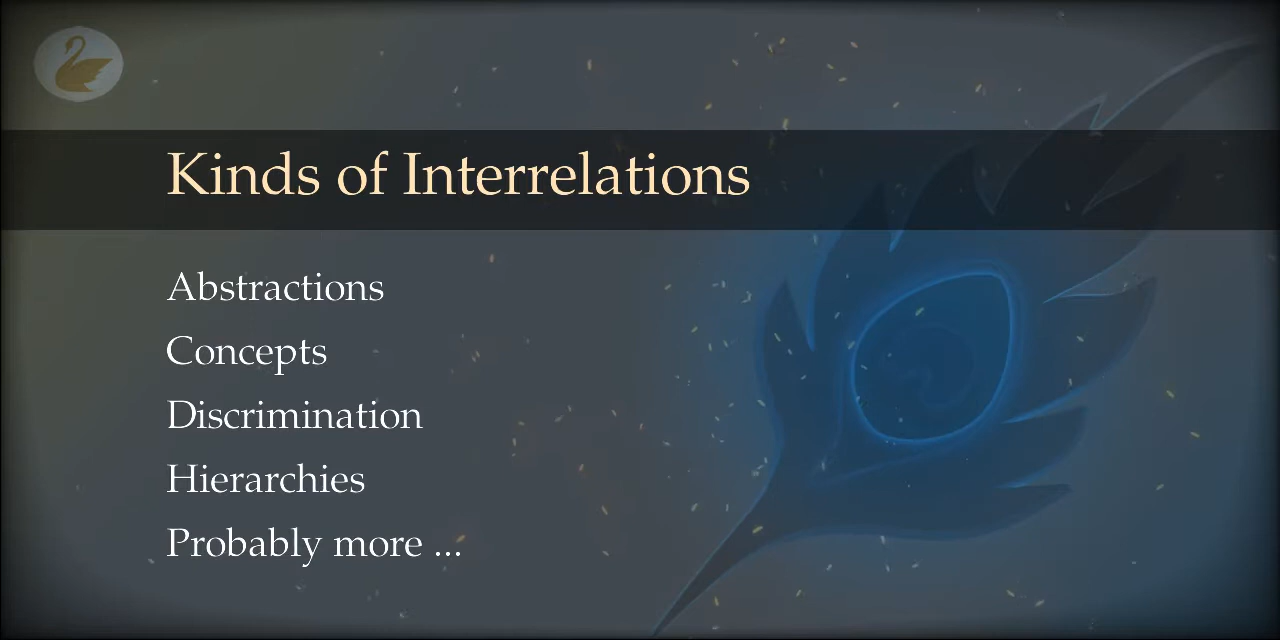 Kinds of Interrelations
Abstractions
Concepts
Discrimination
Hierarchies
Probably more ...